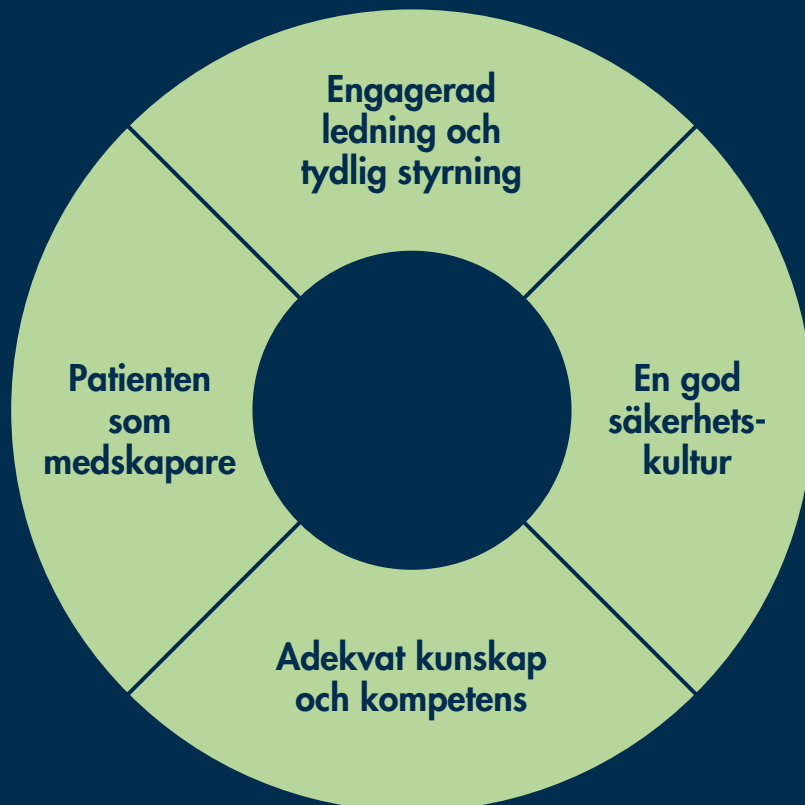 Engagerad
ledning och
tydlig styrning
Patienten
som
medskapare
En god
säkerhets-
kultur
Adekvat kunskap
och kompetens